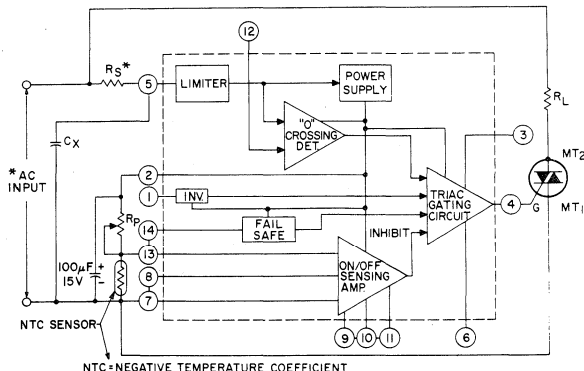 12
RS*
5
LIMITER
POWER
SUPPLY
RL
"O"
CROSSING
DET.
3
MT2
CX
*AC
INPUT
2
1
INV.
TRIAC
GATING
CIRCUIT
4
G
MT1
RP
14
FAIL
SAFE
13
INHIBIT
100μF
15V
+
-
8
ON/OFF
SENSING
AMP.
7
NTC SENSOR
9
10
11
6
NTC=NEGATIVE TEMPERATURE COEFFICIENT